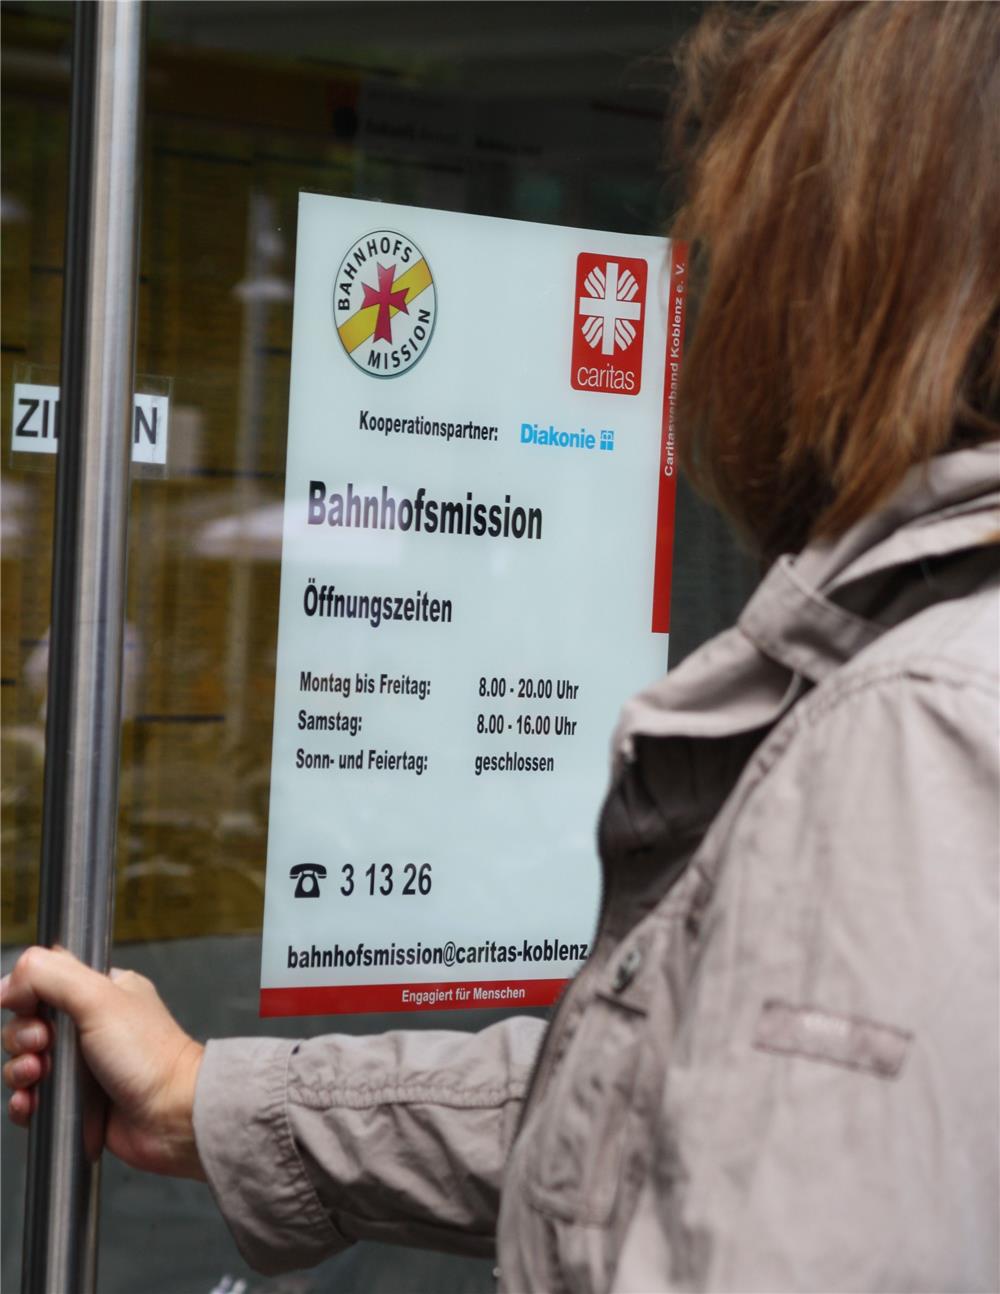 BAHNHOFS
MISSION
caritas
Caritasverband Koblenz e. V.
Kooperationspartner: Diakonie
Bahnhofsmission
Öffnungszeiten
Montag bis Freitag: 8.00 - 20.00 Uhr
Samstag: 8.00 - 16.00 Uhr
Sonn- und Feiertag: geschlossen
3 13 26
bahnhofsmission@caritas-koblenz.
Engagiert für Menschen